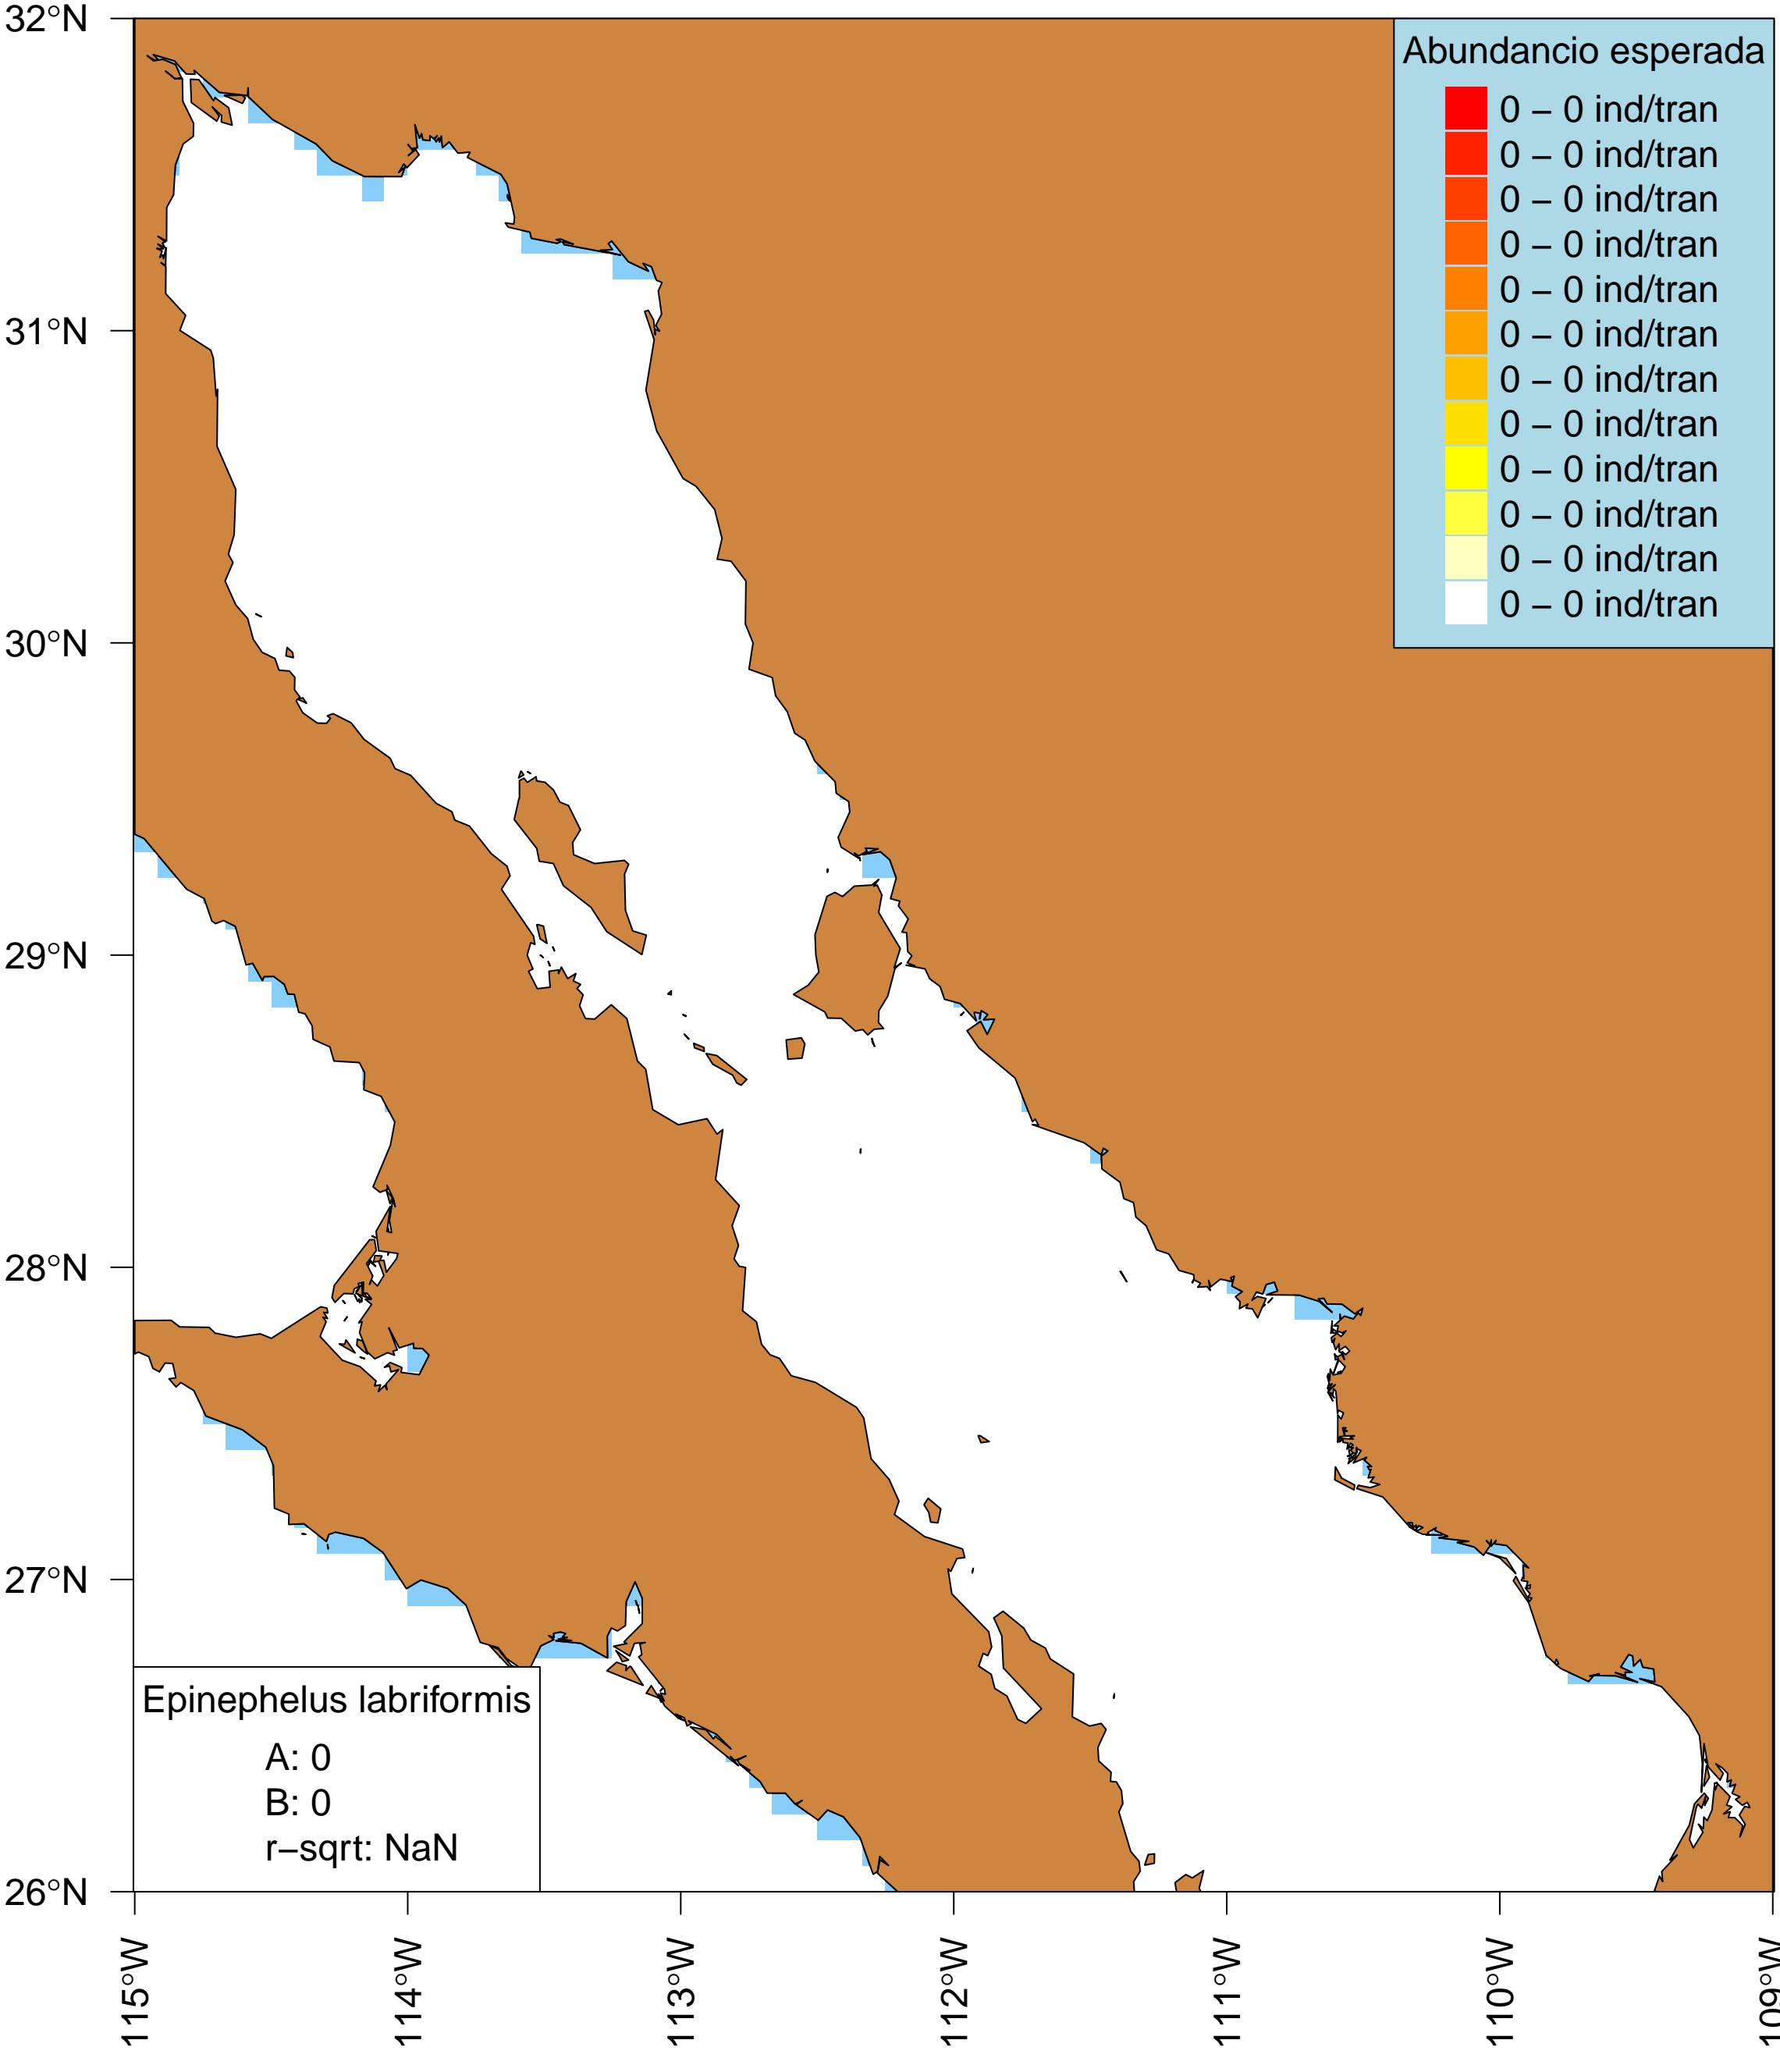 32°N
31°N
30°N
29°N
28°N
27°N
26°N
Abundancio esperada
0 – 0 ind/tran
0 – 0 ind/tran
0 – 0 ind/tran
0 – 0 ind/tran
0 – 0 ind/tran
0 – 0 ind/tran
0 – 0 ind/tran
0 – 0 ind/tran
0 – 0 ind/tran
0 – 0 ind/tran
0 – 0 ind/tran
0 – 0 ind/tran
Epinephelus labriformis
A: 0
B: 0
r–sqrt: NaN
115°W
114°W
113°W
112°W
111°W
110°W
109°W